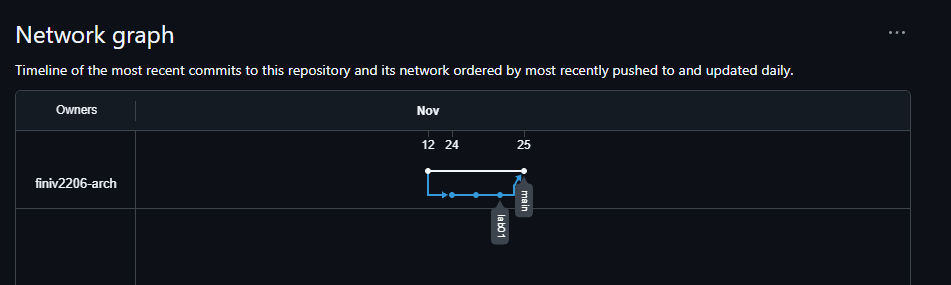 Network graph
Timeline of the most recent commits to this repository and its network ordered by most recently pushed to and updated daily.
Owners
Nov
12 24 25
finiv2206-arch
main
lab01